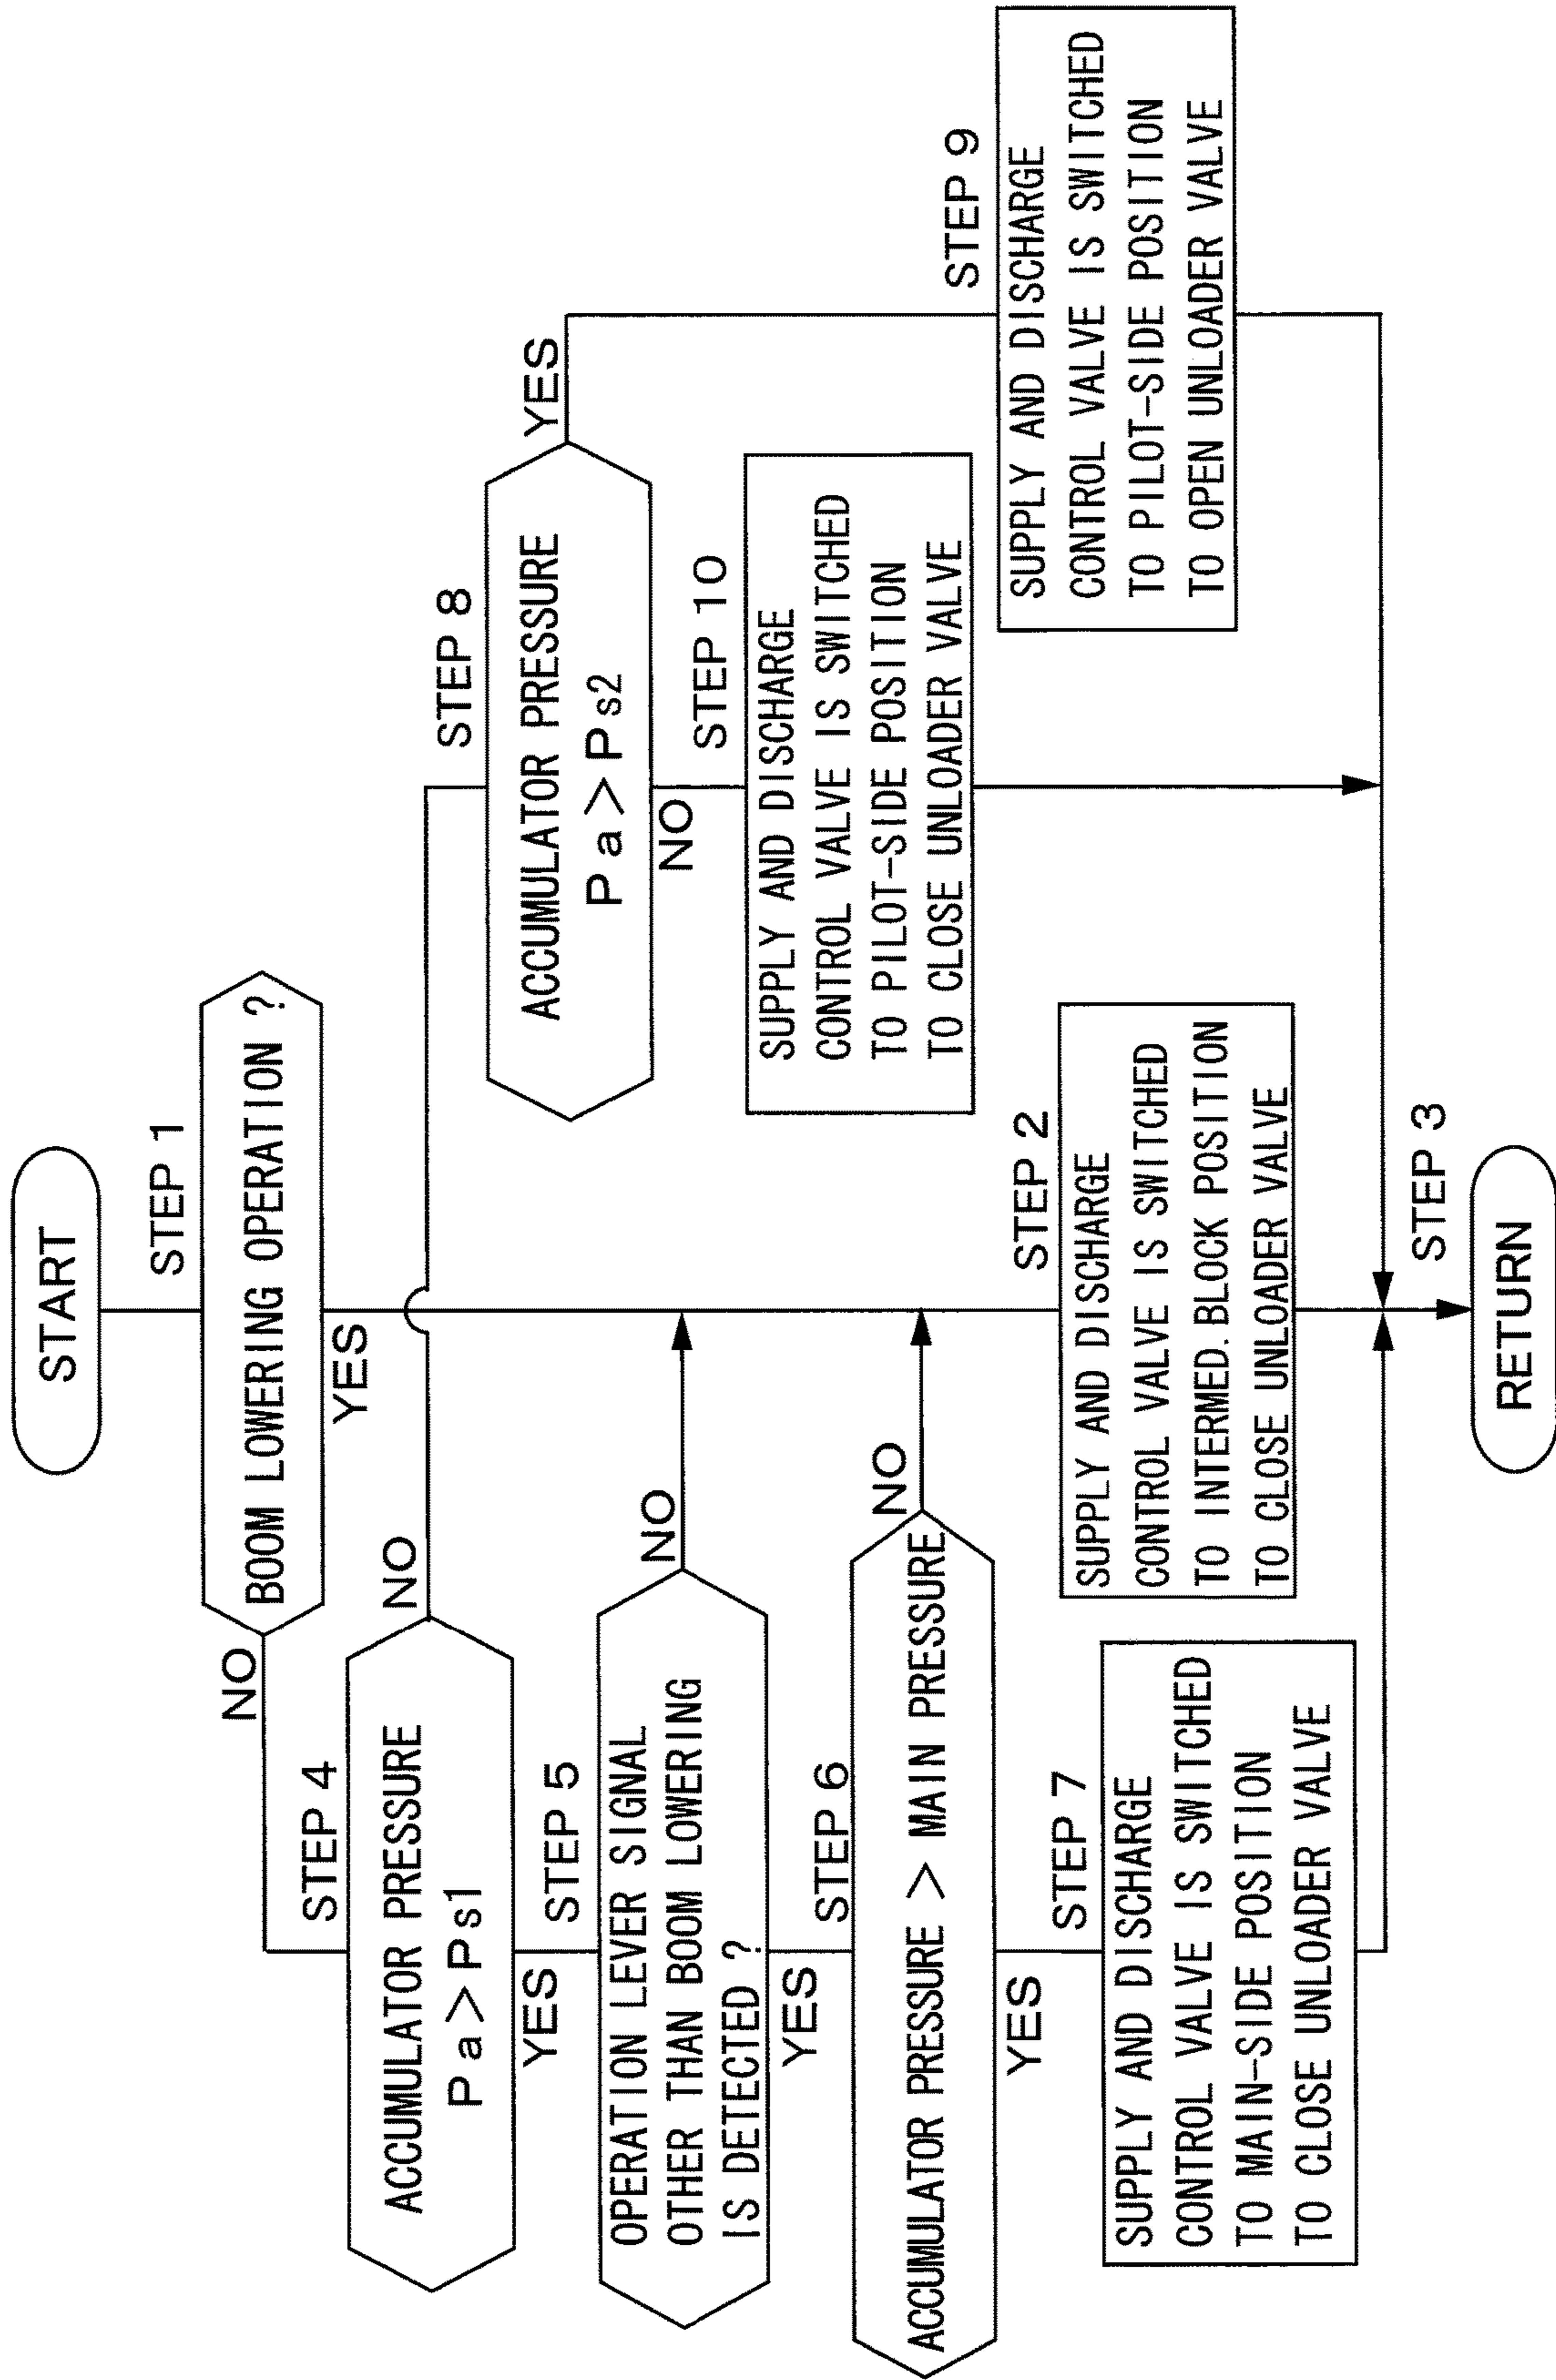 START
STEP 1
BOOM LOWERING OPERATION ?
NO
YES
STEP 4
ACCUMULATOR PRESSURE
Pa>Ps1
NO
YES
STEP 5
OPERATION LEVER SIGNAL
OTHER THAN BOOM LOWERING
IS DETECTED ?
NO
YES
STEP 6
ACCUMULATOR PRESSURE > MAIN PRESSURE
NO
YES
STEP 7
SUPPLY AND DISCHARGE
CONTROL VALVE IS SWITCHED
TO MAIN-SIDE POSITION
TO CLOSE UNLOADER VALVE
STEP 2
SUPPLY AND DISCHARGE
CONTROL VALVE IS SWITCHED
TO INTERMED. BLOCK POSITION
TO CLOSE UNLOADER VALVE
STEP 8
ACCUMULATOR PRESSURE
Pa>Ps2
YES
NO
STEP 10
SUPPLY AND DISCHARGE
CONTROL VALVE IS SWITCHED
TO PILOT-SIDE POSITION
TO CLOSE UNLOADER VALVE
STEP 9
SUPPLY AND DISCHARGE
CONTROL VALVE IS SWITCHED
TO PILOT-SIDE POSITION
TO OPEN UNLOADER VALVE
STEP 3
RETURN